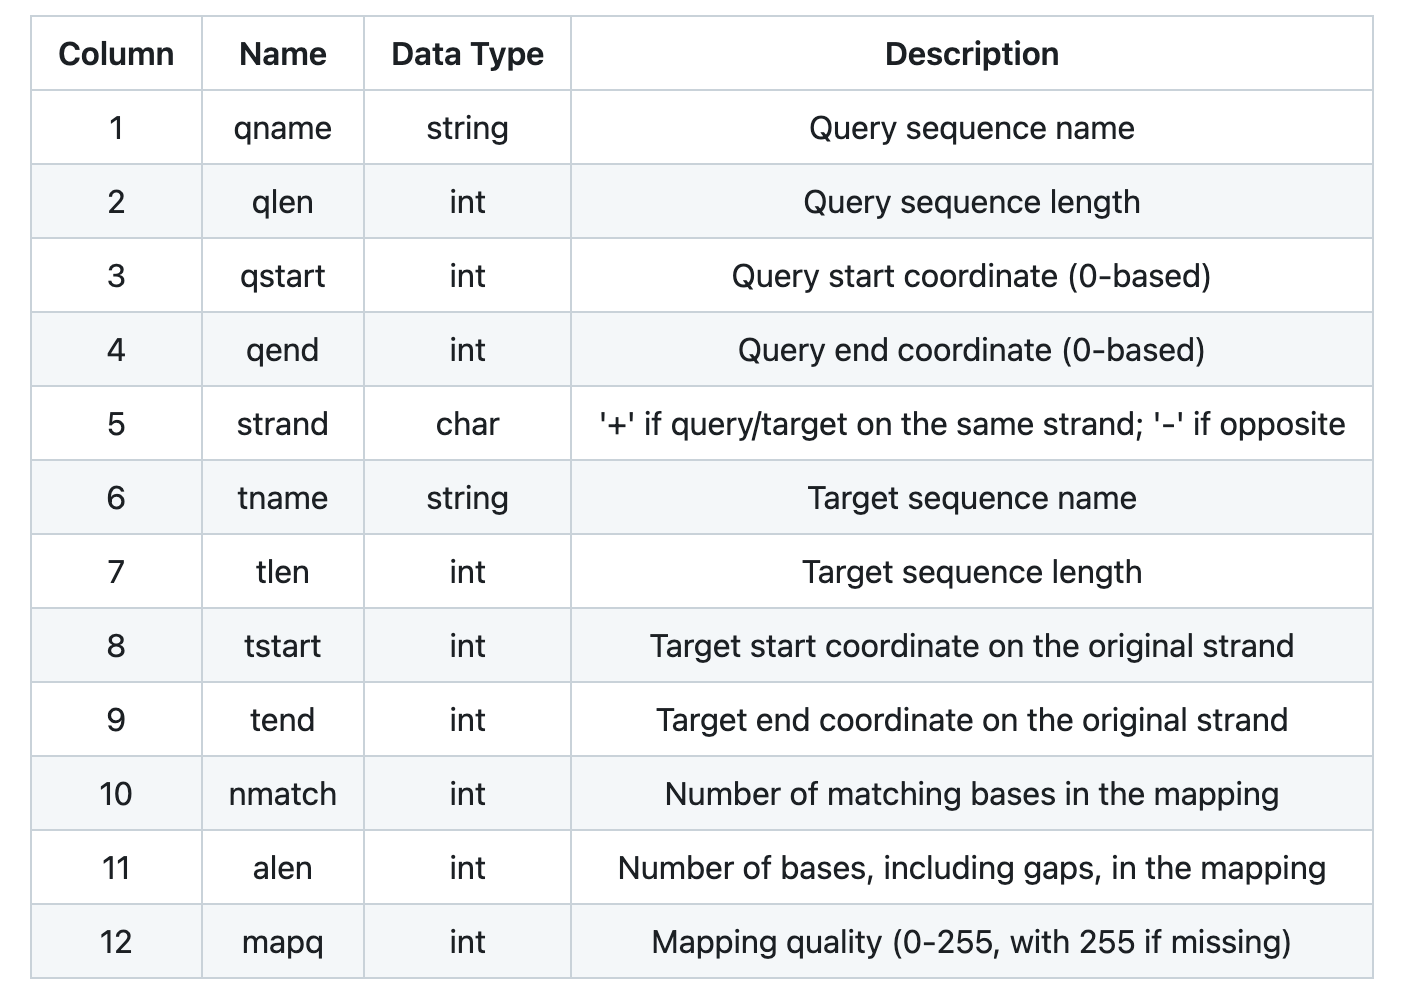 Column Name Data Type Description
1 qname string Query sequence name
2 qlen int Query sequence length
3 qstart int Query start coordinate (0-based)
4 qend int Query end coordinate (0-based)
5 strand char '+' if query/target on the same strand; '-' if opposite
6 tname string Target sequence name
7 tlen int Target sequence length
8 tstart int Target start coordinate on the original strand
9 tend int Target end coordinate on the original strand
10 nmatch int Number of matching bases in the mapping
11 alen int Number of bases, including gaps, in the mapping
12 mapq int Mapping quality (0-255, with 255 if missing)